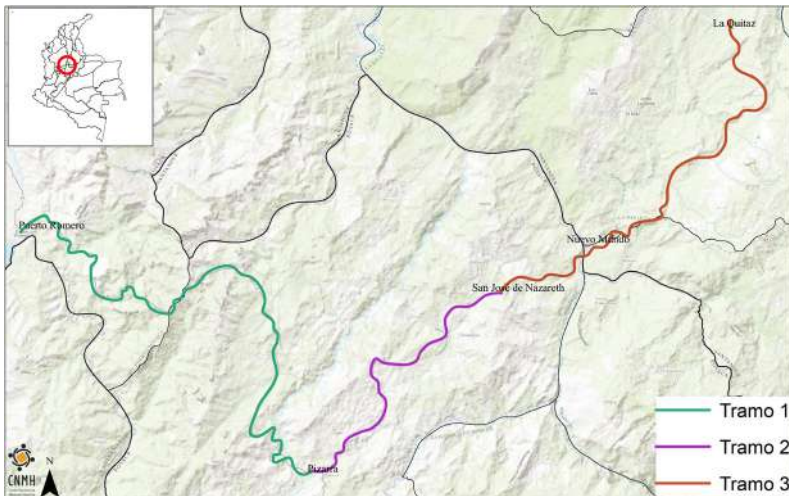 La Quitaz
Puerto Romero
Nuevo Mundo
San José de Nazareth
Pizarra
Tramo 1
Tramo 2
Tramo 3
CNMH
N